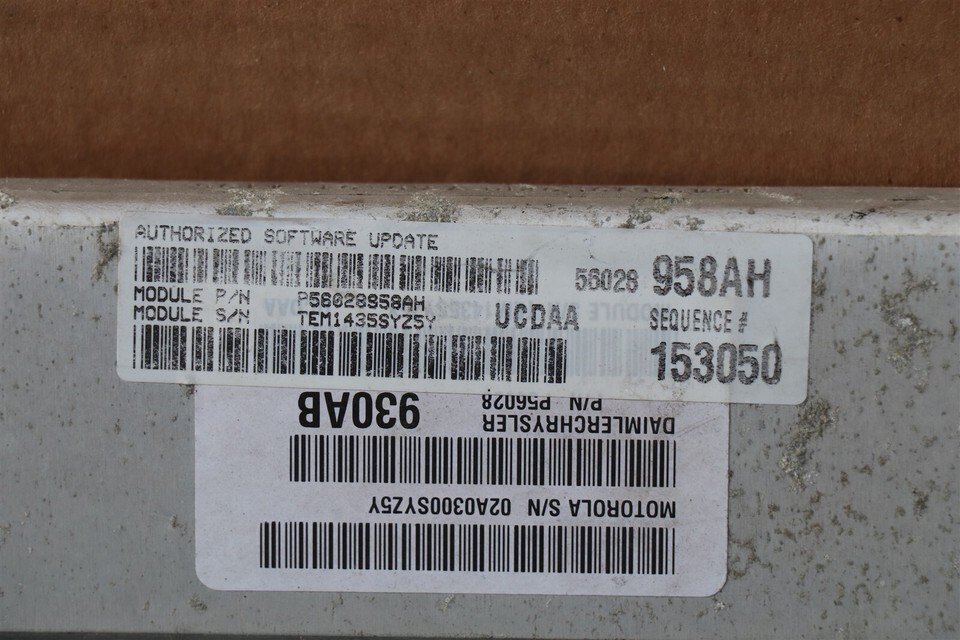 AUTHORIZED SOFTWARE UPDATE
56028 958AH
MODULE P/N P56028958AH
MODULE S/N TEM1435SYZ5Y
UCDAA
SEQUENCE #
153050
DAIMLERCHRYSLER
P/N P56028 930AB
MOTOROLA S/N 02A0300SYZ5Y